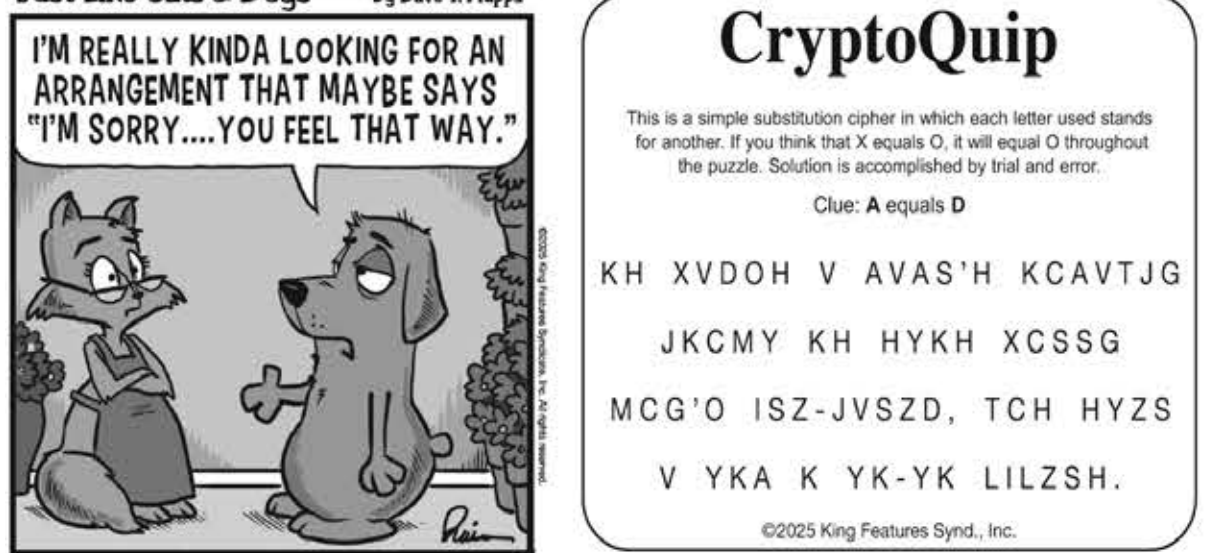 I'M REALLY KINDA LOOKING FOR AN
ARRANGEMENT THAT MAYBE SAYS
"I'M SORRY....YOU FEEL THAT WAY."
©2025 King Features Syndicate, Inc. All rights reserved.
CryptoQuip
This is a simple substitution cipher in which each letter used stands
for another. If you think that X equals O, it will equal O throughout
the puzzle. Solution is accomplished by trial and error.
Clue: A equals D
KH XVDOH V AVAS'H KCAVTJG
JKCMY KH HYKH XCSSG
MCG'O ISZ-JVSZD, TCH HYZS
V YKA K YK-YK LILZSH.
©2025 King Features Synd., Inc.